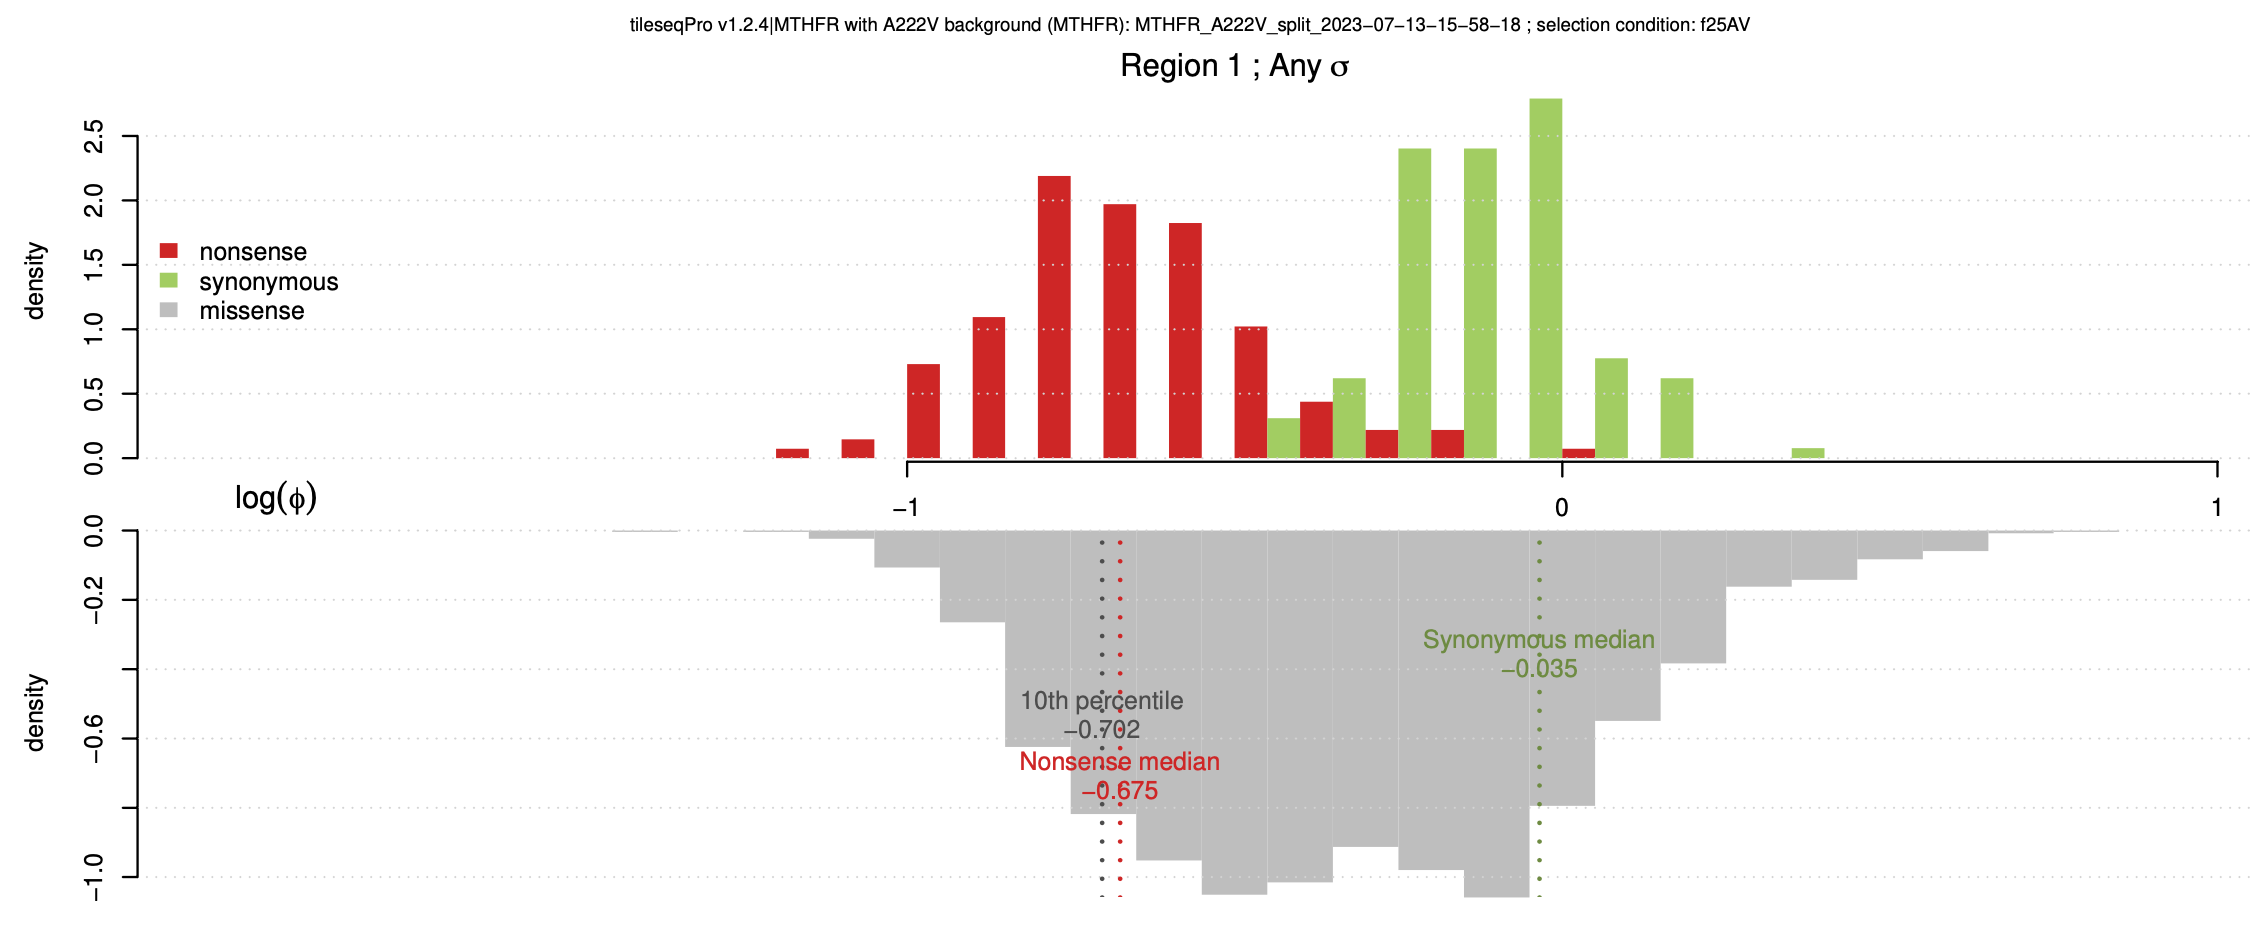 tileseqPro v1.2.4|MTHFR with A222V background (MTHFR): MTHFR_A222V_split_2023−07−13−15−58−18 ; selection condition: f25AV
Region 1 ; Any σ
density
2.5
2.0
1.5
1.0
0.5
0.0
nonsense
synonymous
missense
log(ϕ)
−1
0
1
density
0.0
−0.2
−0.6
−1.0
Synonymous median
−0.035
10th percentile
−0.702
Nonsense median
−0.675